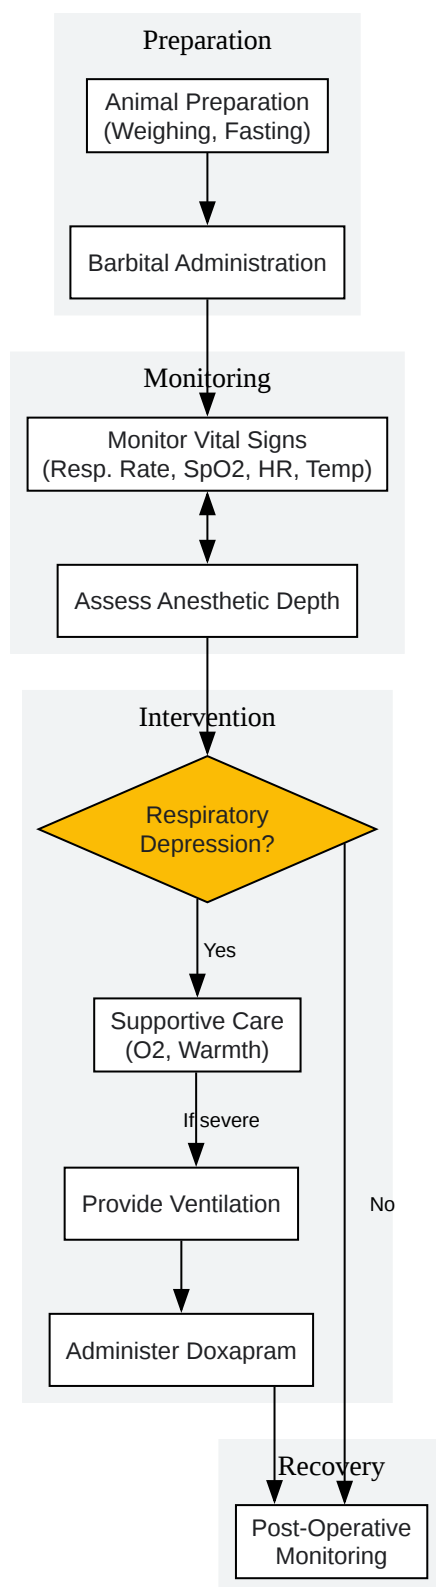 Preparation
Animal Preparation
(Weighing, Fasting)
Barbital Administration
Monitoring
Monitor Vital Signs
(Resp. Rate, SpO2, HR, Temp)
Assess Anesthetic Depth
Intervention
Respiratory
Depression?
Yes
Supportive Care
(O2, Warmth)
If severe
Provide Ventilation
No
Administer Doxapram
Recovery
Post-Operative
Monitoring